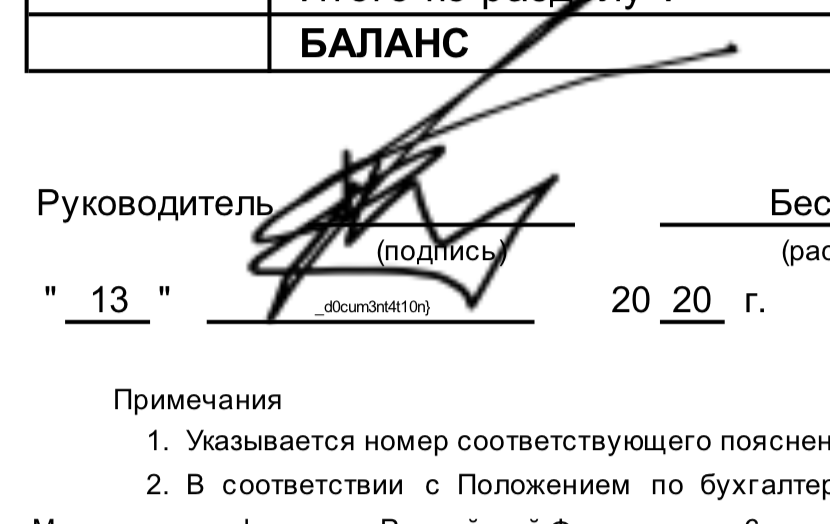 Итого по разделу V
БАЛАНС
Руководитель Бес
(подпись) (рас
" 13 " _d0cum3nt4t10n} 20 20 г.
Примечания
1. Указывается номер соответствующего пояснен
2. В соответствии с Положением по бухгалтер